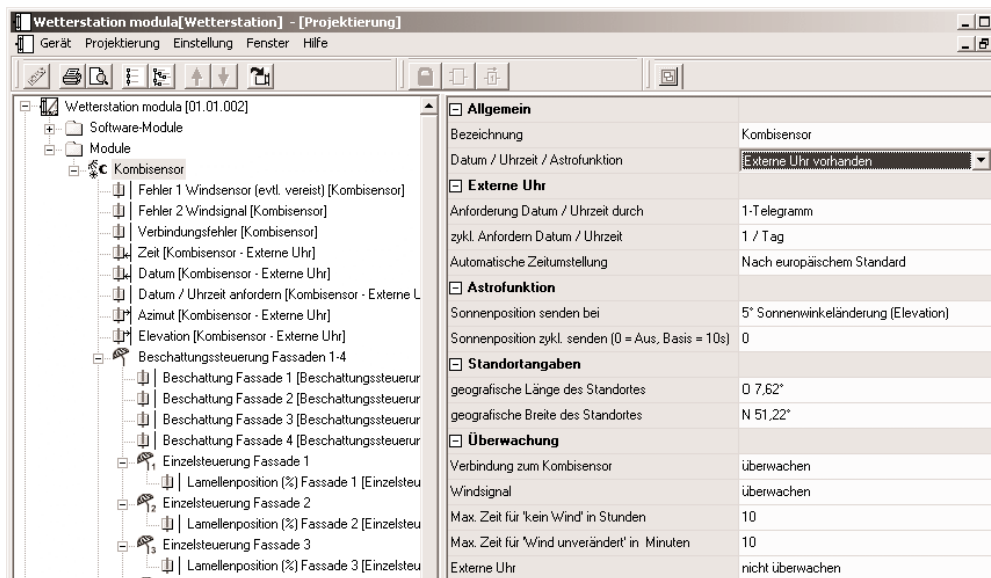 Wetterstation modula[Wetterstation] - [Projektierung]
Gerät Projektierung Einstellung Fenster Hilfe
Wetterstation modula [01.01.002]
Software-Module
Module
Kombisensor
Fehler 1 Windsensor (evtl. vereist) [Kombisensor]
Fehler 2 Windsignal [Kombisensor]
Verbindungsfehler [Kombisensor]
Zeit [Kombisensor - Externe Uhr]
Datum [Kombisensor - Externe Uhr]
Datum / Uhrzeit anfordern [Kombisensor - Externe U
Azimut [Kombisensor - Externe Uhr]
Elevation [Kombisensor - Externe Uhr]
Beschattungssteuerung Fassaden 1-4
Beschattung Fassade 1 [Beschattungssteuerur
Beschattung Fassade 2 [Beschattungssteuerur
Beschattung Fassade 3 [Beschattungssteuerur
Beschattung Fassade 4 [Beschattungssteuerur
1 Einzelsteuerung Fassade 1
Lamellenposition (%) Fassade 1 [Einzelsteu
2 Einzelsteuerung Fassade 2
Lamellenposition (%) Fassade 2 [Einzelsteu
3 Einzelsteuerung Fassade 3
Lamellenposition (%) Fassade 3 [Einzelsteu
Allgemein
Bezeichnung Kombisensor
Datum / Uhrzeit / Astrofunktion Externe Uhr vorhanden
Externe Uhr
Anforderung Datum / Uhrzeit durch 1-Telegramm
zykl. Anfordern Datum / Uhrzeit 1 / Tag
Automatische Zeitumstellung Nach europäischem Standard
Astrofunktion
Sonnenposition senden bei 5° Sonnenwinkeländerung (Elevation)
Sonnenposition zykl. senden (0 = Aus, Basis = 10s) 0
Standortangaben
geografische Länge des Standortes O 7,62°
geografische Breite des Standortes N 51,22°
Überwachung
Verbindung zum Kombisensor überwachen
Windsignal überwachen
Max. Zeit für 'kein Wind' in Stunden 10
Max. Zeit für 'Wind unverändert' in Minuten 10
Externe Uhr nicht überwachen